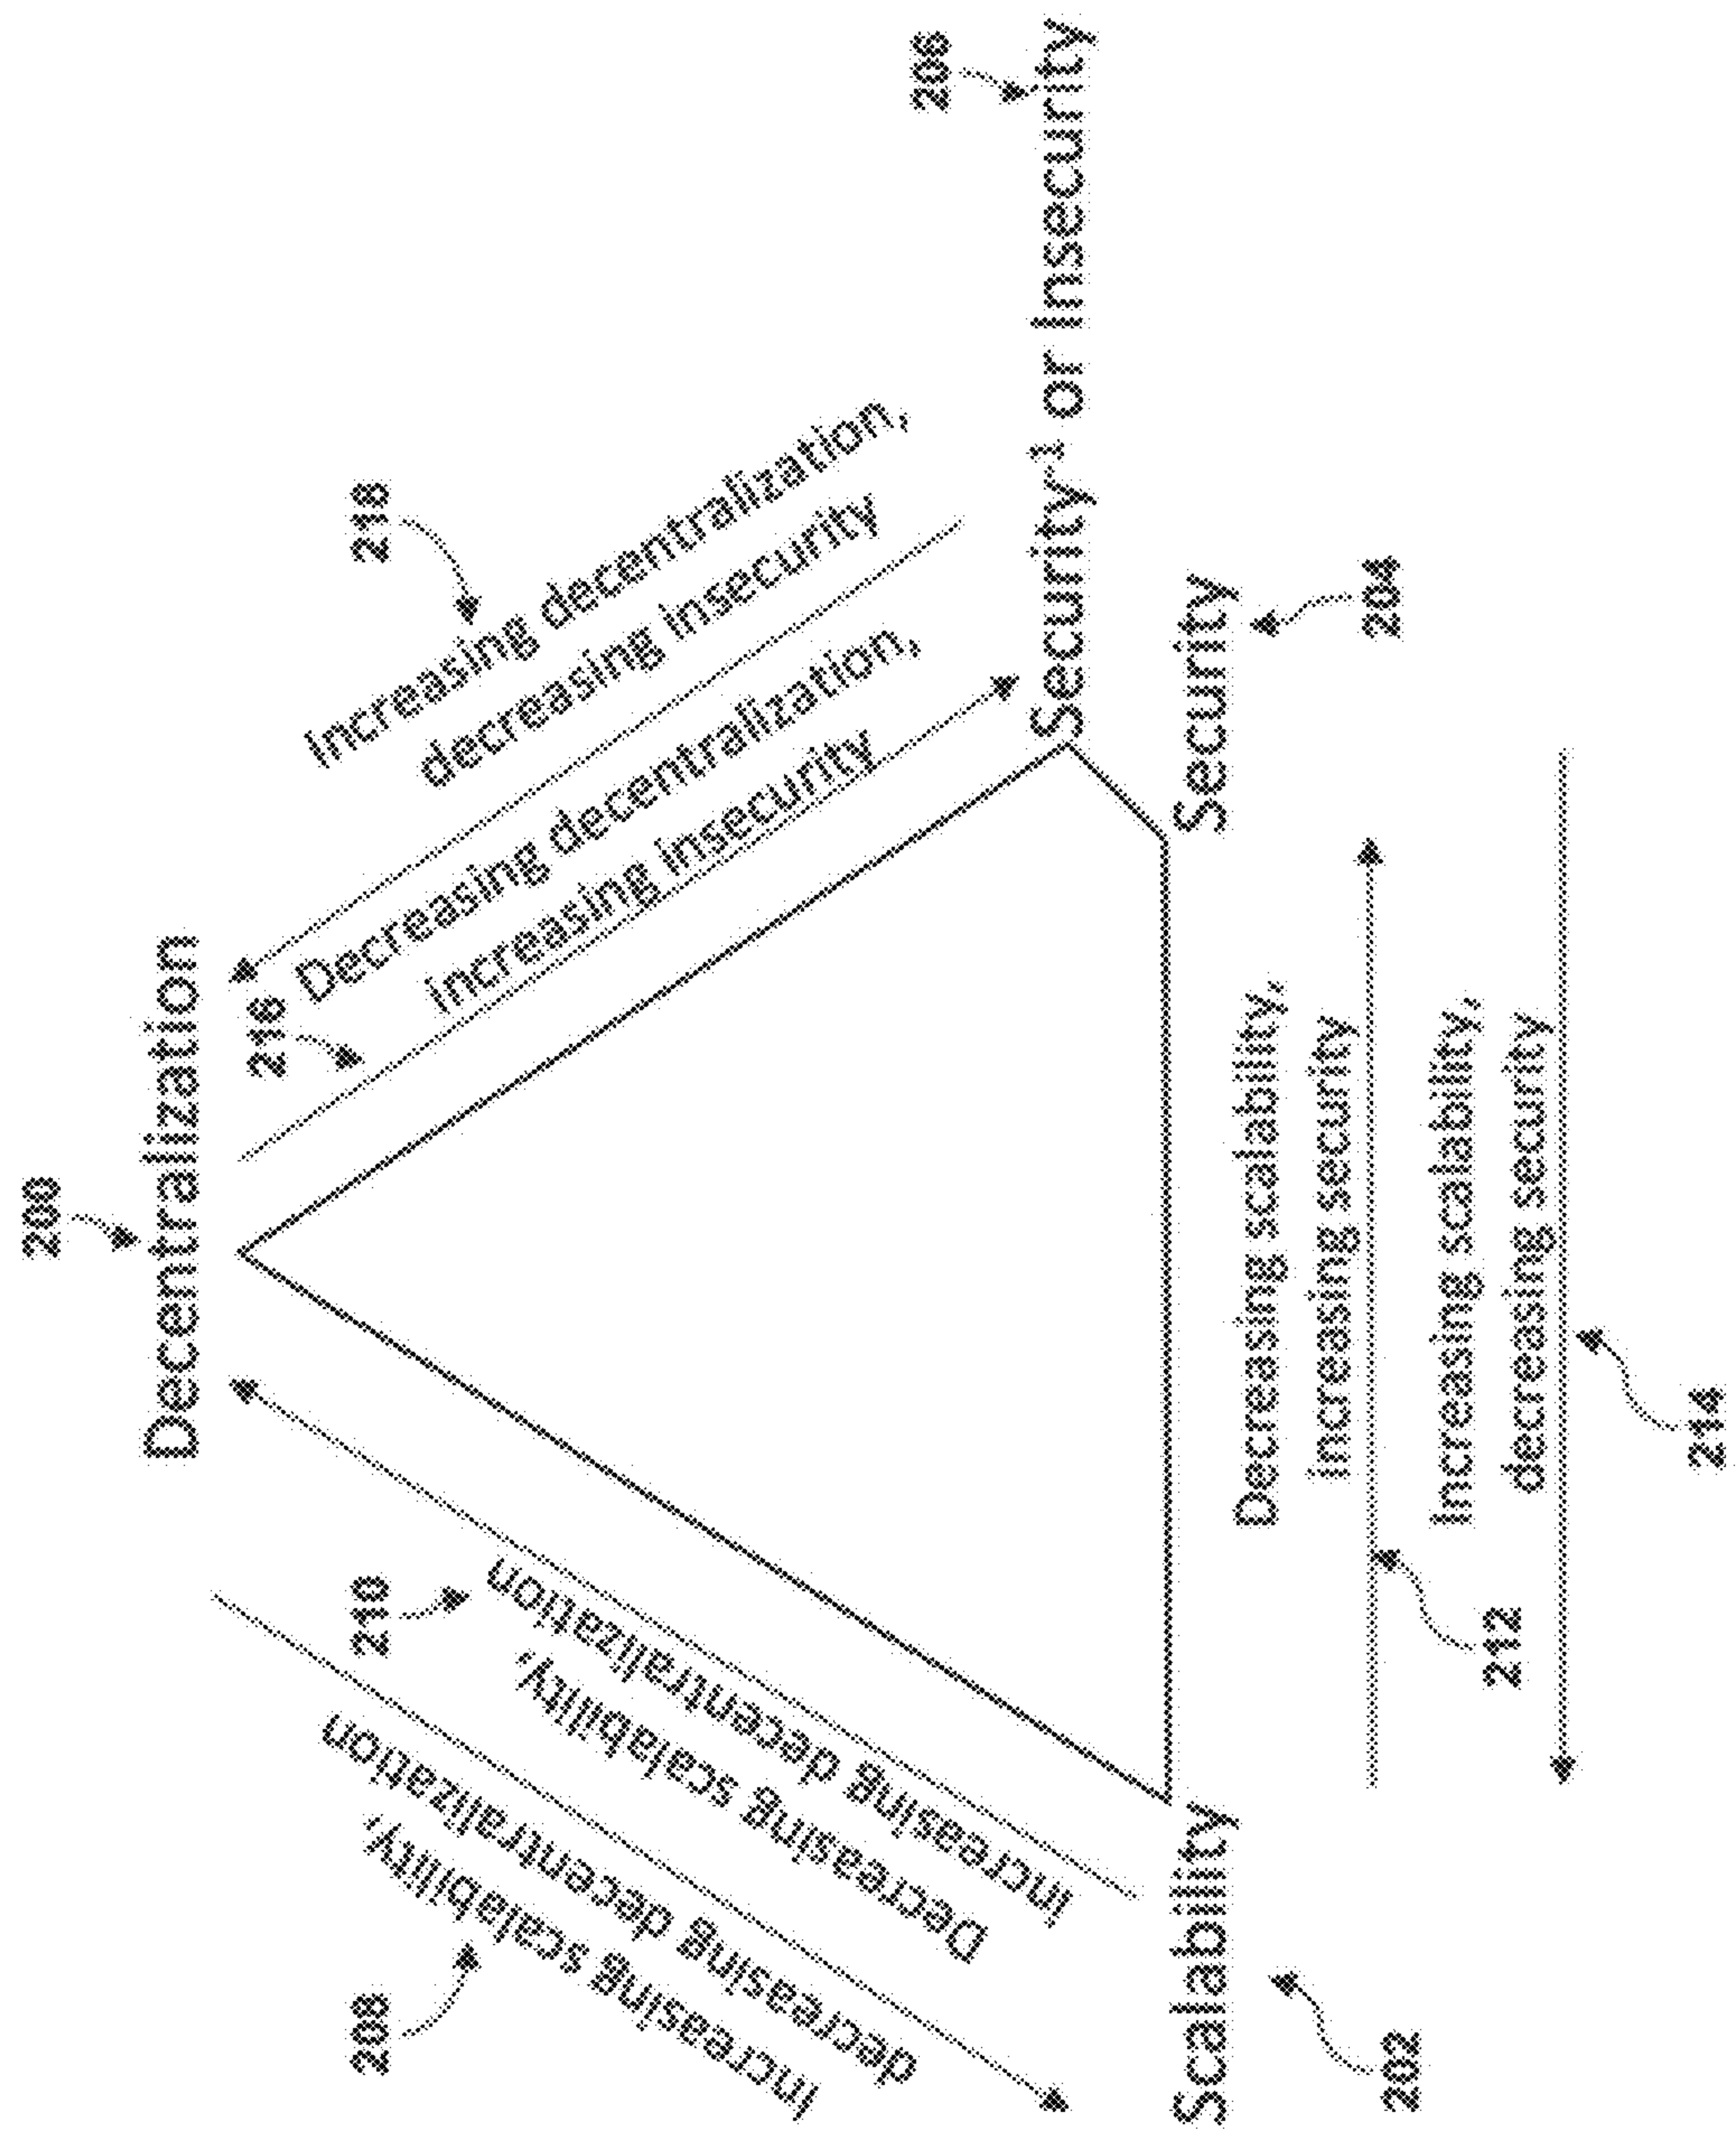 200
Decentralization
208
Increasing scalability,
decreasing decentralization
210
Decreasing scalability,
increasing decentralization
216
Decreasing decentralization,
increasing insecurity
218
Increasing decentralization,
decreasing insecurity
206
Security⁻¹ or Insecurity
Scalability
202
Security
204
Decreasing scalability,
increasing security
212
Increasing scalability,
decreasing security
214